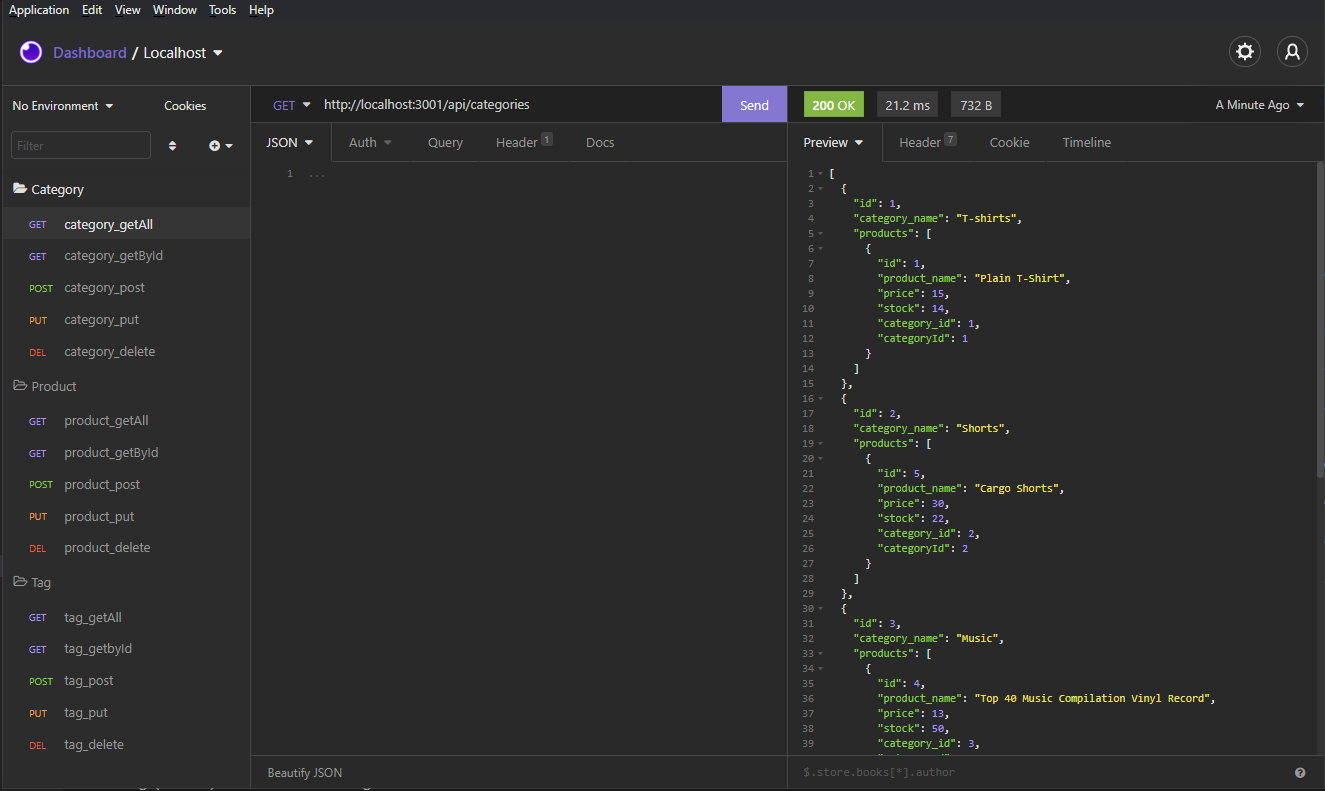 Application Edit View Window Tools Help
Dashboard / Localhost
No Environment Cookies
Filter
Category
GET category_getAll
GET category_getById
POST category_post
PUT category_put
DEL category_delete
Product
GET product_getAll
GET product_getById
POST product_post
PUT product_put
DEL product_delete
Tag
GET tag_getAll
GET tag_getbyId
POST tag_post
PUT tag_put
DEL tag_delete
GET http://localhost:3001/api/categories Send
JSON Auth Query Header 1 Docs
1 ...
Beautify JSON
200 OK 21.2 ms 732 B A Minute Ago
Preview Header 7 Cookie Timeline
1 [
2 {
3 "id": 1,
4 "category_name": "T-shirts",
5 "products": [
6 {
7 "id": 1,
8 "product_name": "Plain T-Shirt",
9 "price": 15,
10 "stock": 14,
11 "category_id": 1,
12 "categoryId": 1
13 }
14 ]
15 },
16 {
17 "id": 2,
18 "category_name": "Shorts",
19 "products": [
20 {
21 "id": 5,
22 "product_name": "Cargo Shorts",
23 "price": 30,
24 "stock": 22,
25 "category_id": 2,
26 "categoryId": 2
27 }
28 ]
29 },
30 {
31 "id": 3,
32 "category_name": "Music",
33 "products": [
34 {
35 "id": 4,
36 "product_name": "Top 40 Music Compilation Vinyl Record",
37 "price": 13,
38 "stock": 50,
39 "category_id": 3,
$.store.books[*].author